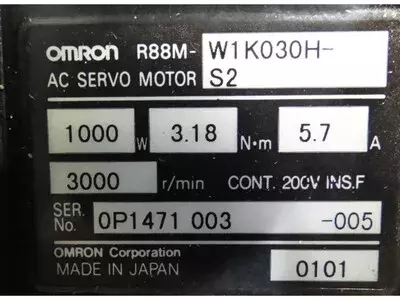 OMRON R88M-W1K030H-
AC SERVO MOTOR S2
1000 W 3.18 N·m 5.7 A
3000 r/min CONT. 200V INS.F
SER. No. 0P1471 003 -005
OMRON Corporation
MADE IN JAPAN 0101